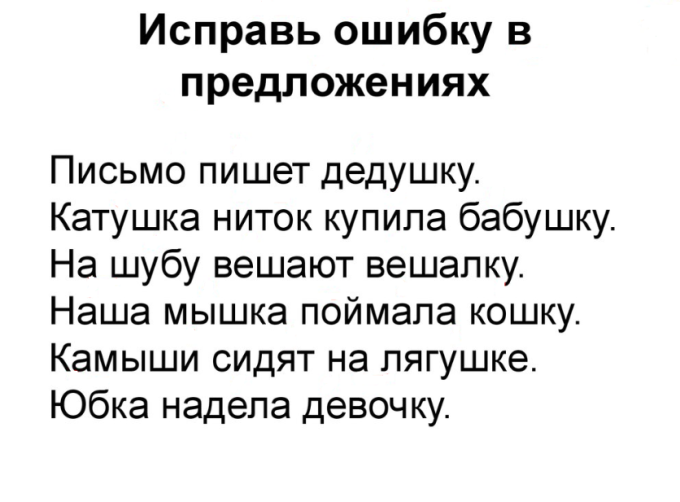 Исправь ошибку в
предложениях
Письмо пишет дедушку.
Катушка ниток купила бабушку.
На шубу вешают вешалку.
Наша мышка поймала кошку.
Камыши сидят на лягушке.
Юбка надела девочку.